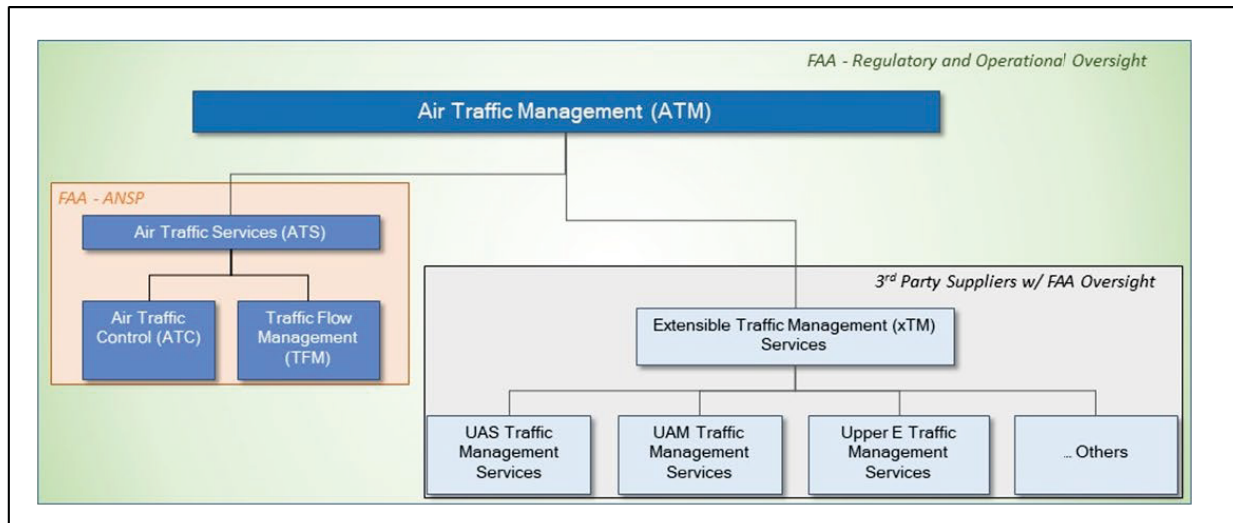 FAA - Regulatory and Operational Oversight
Air Traffic Management (ATM)
FAA - ANSP
Air Traffic Services (ATS)
Air Traffic
Control (ATC)
Traffic Flow
Management
(TFM)
3rd Party Suppliers w/ FAA Oversight
Extensible Traffic Management (xTM)
Services
UAS Traffic
Management
Services
UAM Traffic
Management
Services
Upper E Traffic
Management
Services
... Others